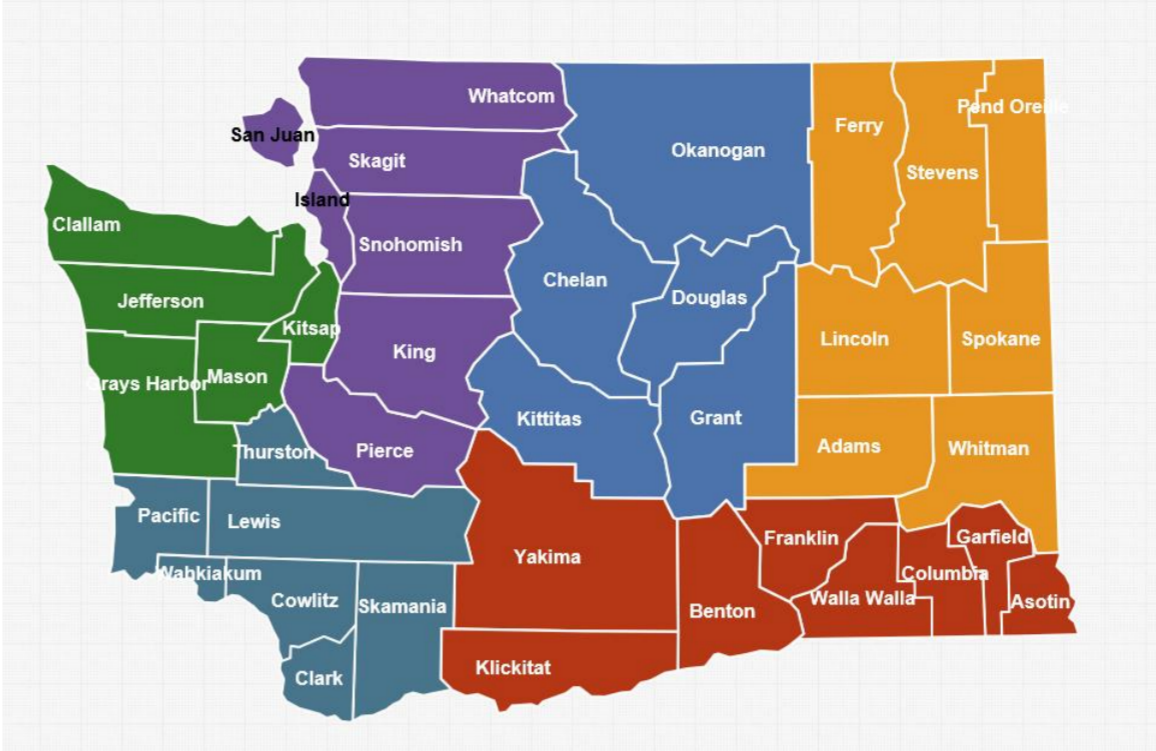 Whatcom
Pend Oreille
Ferry
San Juan
Okanogan
Skagit
Stevens
Island
Clallam
Snohomish
Chelan
Douglas
Jefferson
Kitsap
Lincoln
Spokane
King
Mason
Grays Harbor
Kittitas
Grant
Adams
Whitman
Thurston
Pierce
Pacific
Lewis
Franklin
Garfield
Yakima
Wahkiakum
Columbia
Cowlitz
Skamania
Walla Walla
Asotin
Benton
Klickitat
Clark